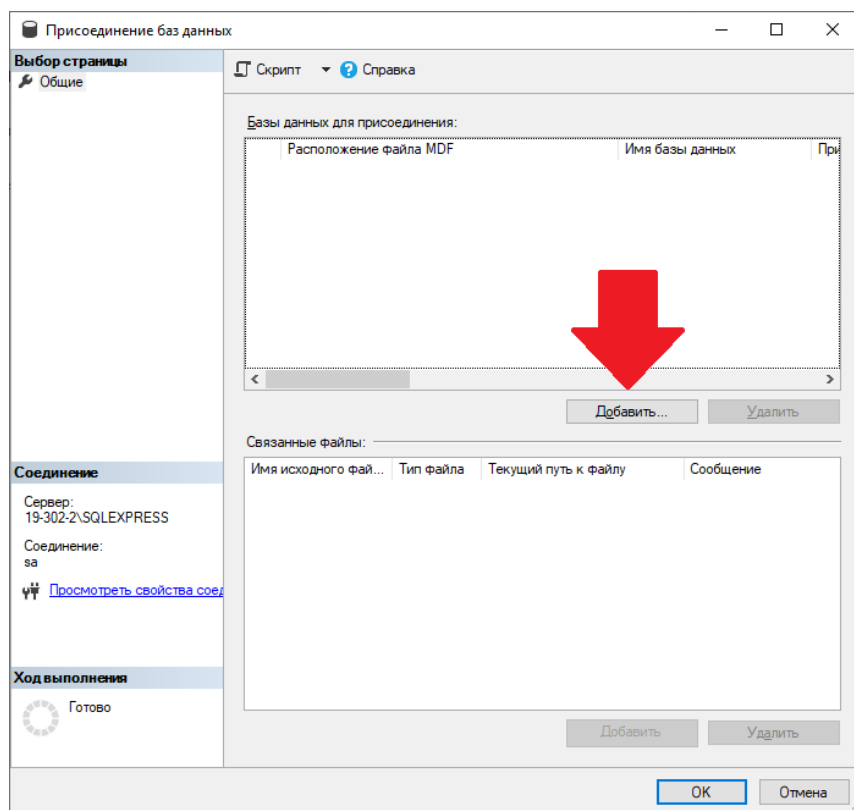 Присоединение баз данных
Выбор страницы
Общие
Скрипт
Справка
Базы данных для присоединения:
Расположение файла MDF
Имя базы данных
При
Добавить...
Удалить
Связанные файлы:
Имя исходного фай...
Тип файла
Текущий путь к файлу
Сообщение
Соединение
Сервер:
19-302-2\SQLEXPRESS
Соединение:
sa
Просмотреть свойства соед
Ход выполнения
Готово
Добавить
Удалить
OK
Отмена